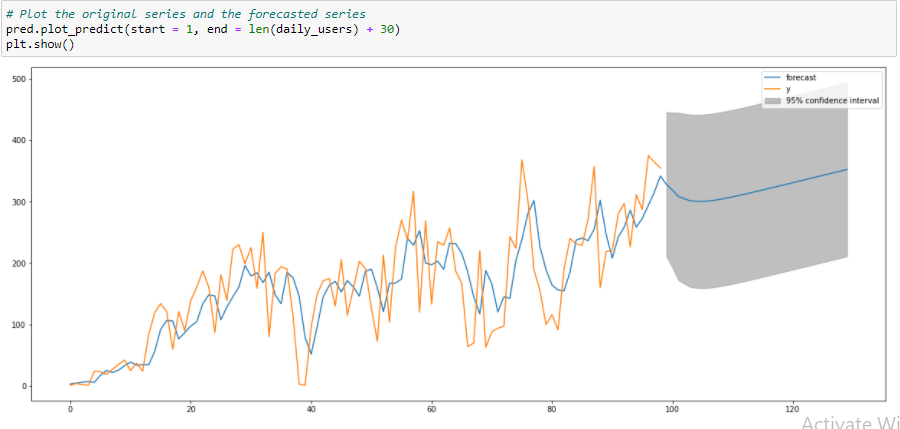 # Plot the original series and the forecasted series
pred.plot_predict(start = 1, end = len(daily_users) + 30)
plt.show()
500
400
300
200
100
0
forecast
y
95% confidence interval
0 20 40 60 80 100 120
Activate Wi